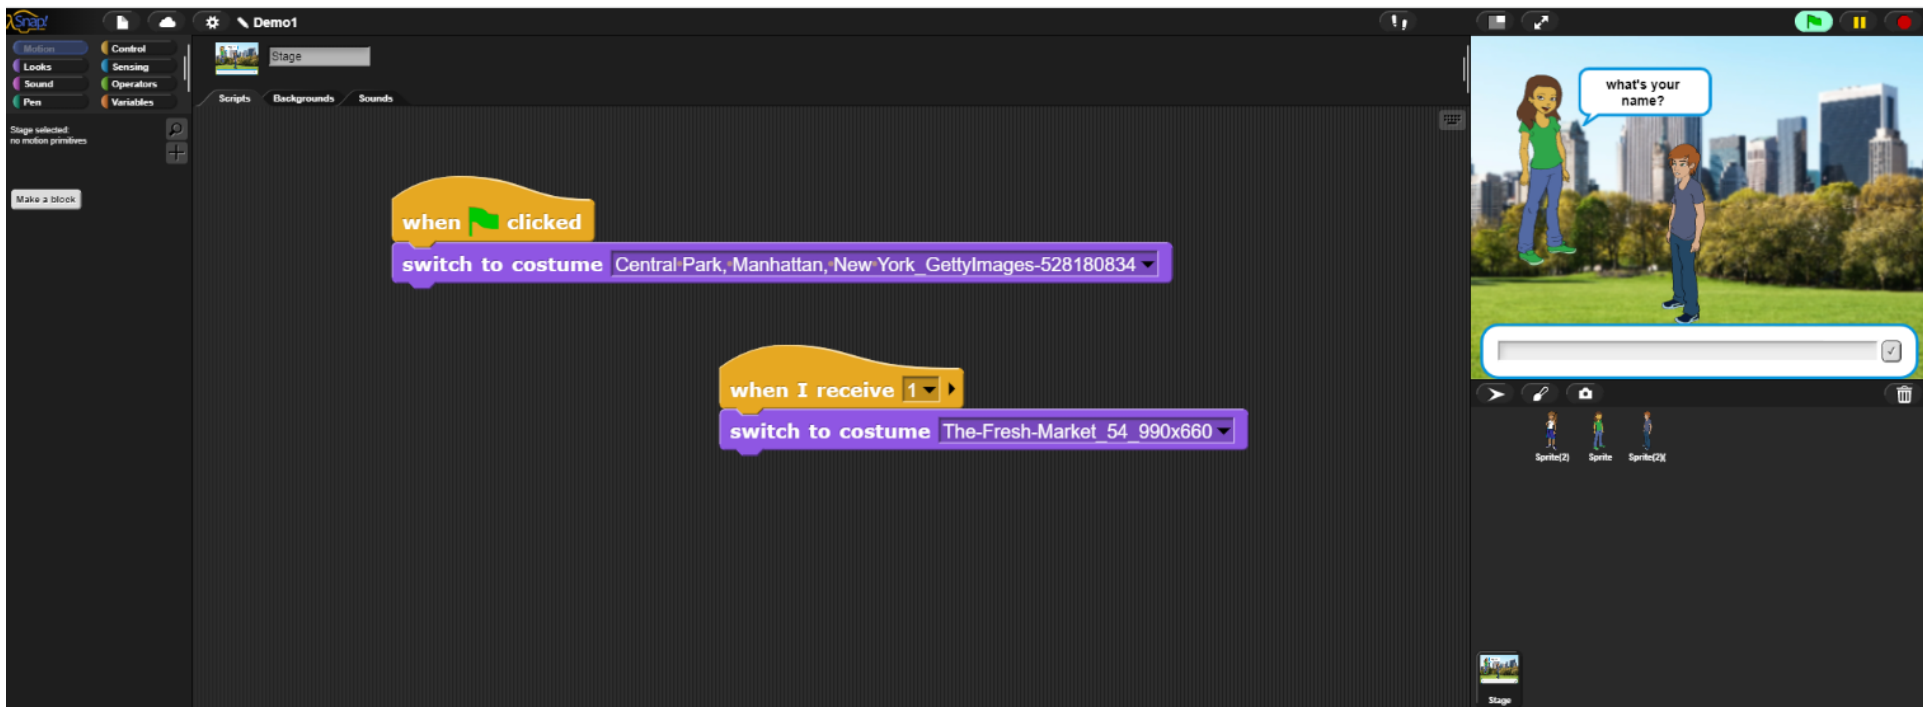 Snap!
Demo1
Motion
Control
Looks
Sensing
Sound
Operators
Pen
Variables
Stage selected:
no motion primitives
Make a block
Stage
Scripts
Backgrounds
Sounds
when clicked
switch to costume Central Park, Manhattan, New York_GettyImages-528180834
when I receive 1
switch to costume The-Fresh-Market_54_990x660
what's your
name?
Sprite(2)
Sprite
Sprite(2)(
Stage